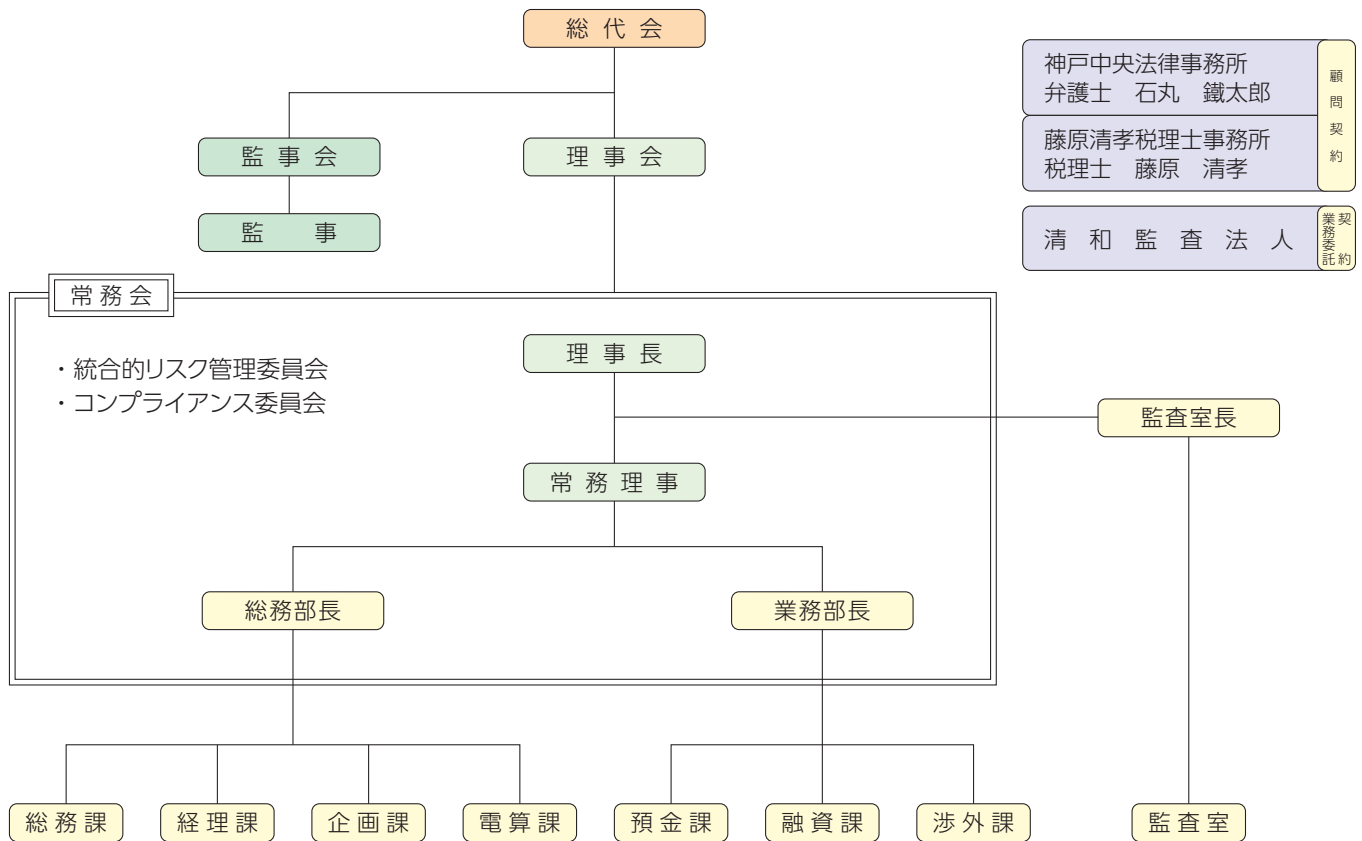 総代会
監事会
理事会
監事
神戸中央法律事務所
弁護士 石丸 鐵太郎
藤原清孝税理士事務所
税理士 藤原 清孝
顧問契約
清和監査法人
業務委託
契約
常務会
・統合的リスク管理委員会
・コンプライアンス委員会
理事長
監査室長
常務理事
総務部長
業務部長
総務課
経理課
企画課
電算課
預金課
融資課
渉外課
監査室